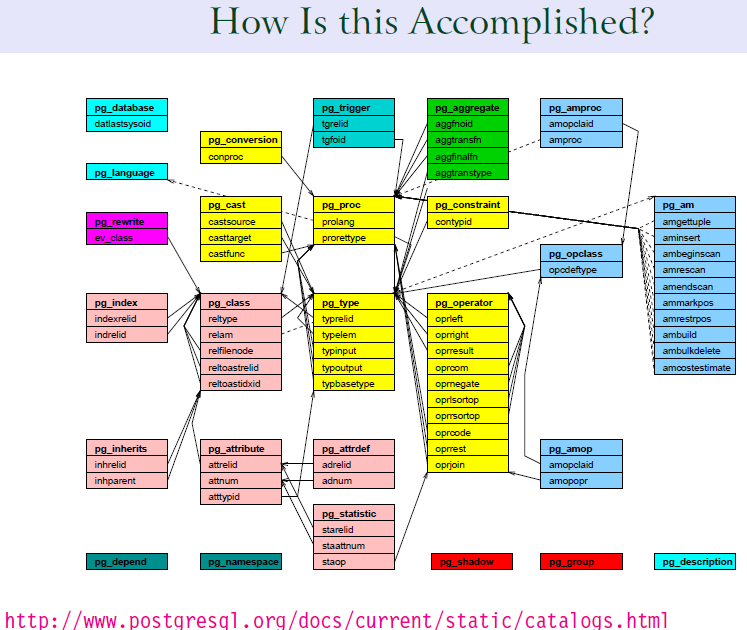 How Is this Accomplished?
pg_database
datlastsysoid
pg_language
pg_rewrite
ev_class
pg_index
indexrelid
indrelid
pg_inherits
inhrelid
inhparent
pg_depend
pg_conversion
conproc
pg_cast
castsource
casttarget
castfunc
pg_class
reltype
relam
relfilenode
reltoastrelid
reltoastidxid
pg_attribute
attrelid
attnum
atttypid
pg_namespace
pg_trigger
tgrelid
tgfoid
pg_proc
prolang
prorettype
pg_type
typrelid
typelem
typinput
typoutput
typbasetype
pg_attrdef
adrelid
adnum
pg_statistic
starelid
staattnum
staop
pg_aggregate
aggfnoid
aggtransfn
aggfinalfn
aggtranstype
pg_constraint
contypid
pg_operator
oprleft
oprright
oprresult
oprcom
oprnegate
oprlsortop
oprrsortop
oprcode
oprrest
oprjoin
pg_shadow
pg_amproc
amopclaid
amproc
pg_opclass
opcdeftype
pg_amop
amopclaid
amopopr
pg_group
pg_am
amgettuple
aminsert
ambeginscan
amrescan
amendscan
ammarkpos
amrestrpos
ambuild
ambulkdelete
amcostestimate
pg_description
http://www.postgresql.org/docs/current/static/catalogs.html